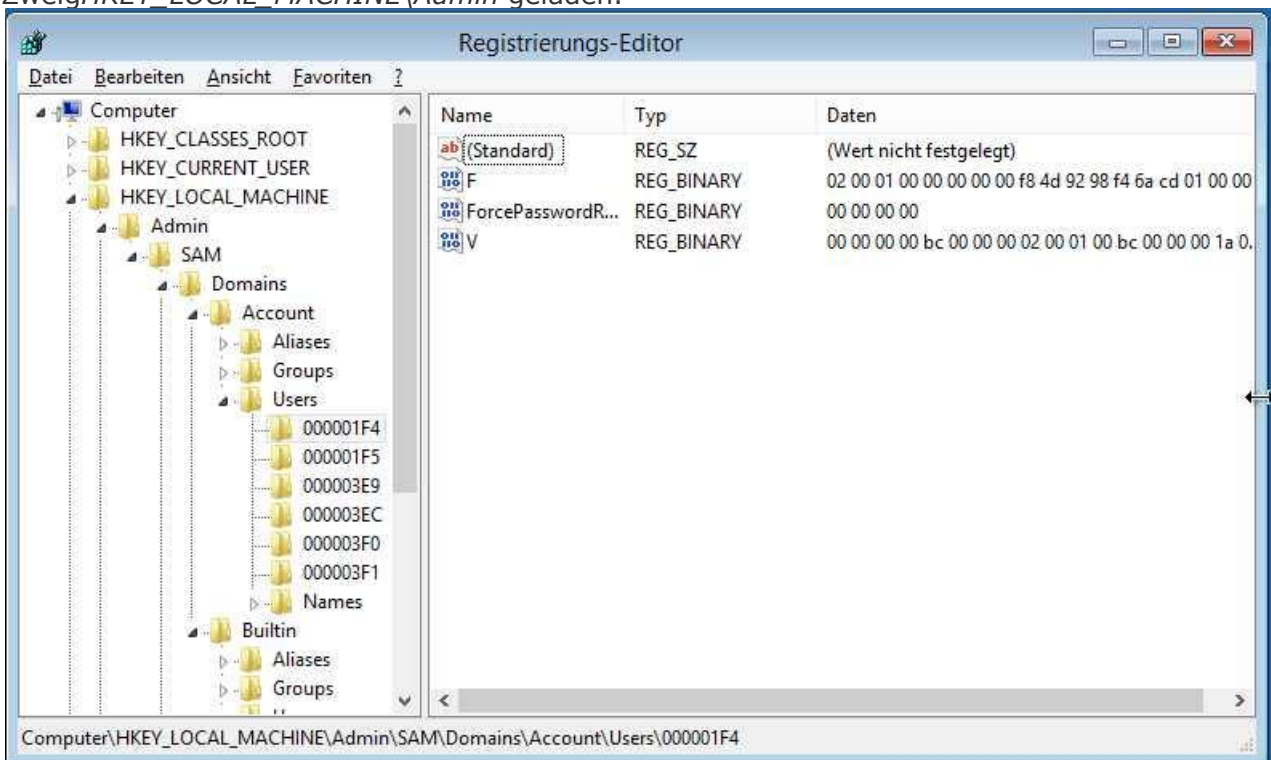 Zweig HKEY_LOCAL_MACHINE\Admin geladen.
Registrierungs-Editor
Datei Bearbeiten Ansicht Favoriten ?
Computer
HKEY_CLASSES_ROOT
HKEY_CURRENT_USER
HKEY_LOCAL_MACHINE
Admin
SAM
Domains
Account
Aliases
Groups
Users
000001F4
000001F5
000003E9
000003EC
000003F0
000003F1
Names
Builtin
Aliases
Groups
Name Typ Daten
(Standard) REG_SZ (Wert nicht festgelegt)
F REG_BINARY 02 00 01 00 00 00 00 00 f8 4d 92 98 f4 6a cd 01 00 00
ForcePasswordR... REG_BINARY 00 00 00 00
V REG_BINARY 00 00 00 00 bc 00 00 00 02 00 01 00 bc 00 00 00 1a 0.
Computer\HKEY_LOCAL_MACHINE\Admin\SAM\Domains\Account\Users\000001F4